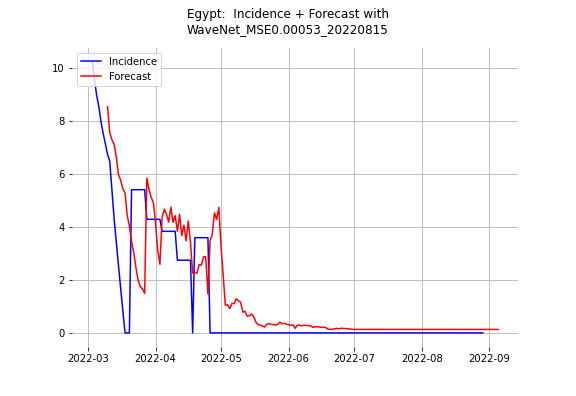 Egypt:  Incidence + Forecast with
WaveNet_MSE0.00053_20220815
Incidence
Forecast
10
8
6
4
2
0
2022-03 2022-04 2022-05 2022-06 2022-07 2022-08 2022-09